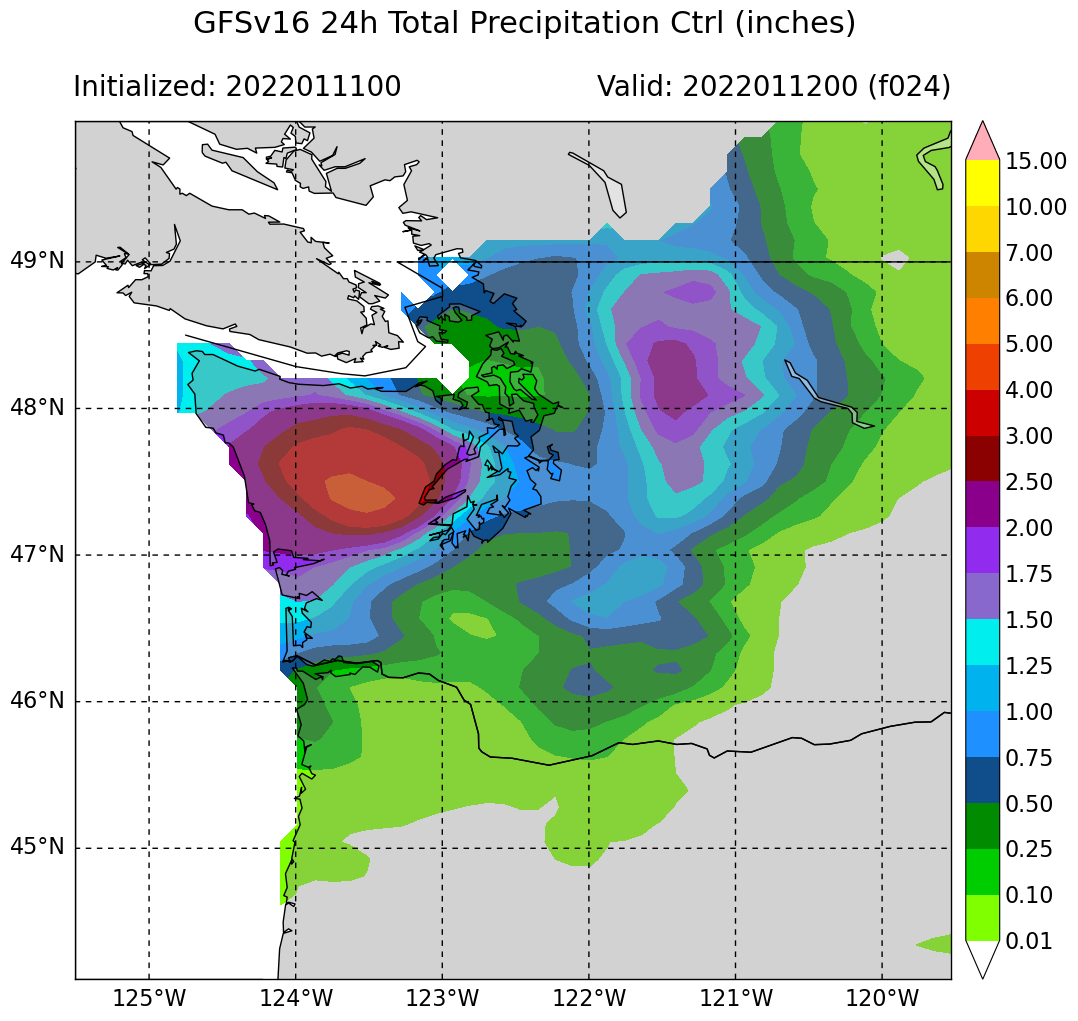 GFSv16 24h Total Precipitation Ctrl (inches)
Initialized: 2022011100
Valid: 2022011200 (f024)
15.00
10.00
7.00
6.00
5.00
4.00
3.00
2.50
2.00
1.75
1.50
1.25
1.00
0.75
0.50
0.25
0.10
0.01
49°N
48°N
47°N
46°N
45°N
125°W
124°W
123°W
122°W
121°W
120°W